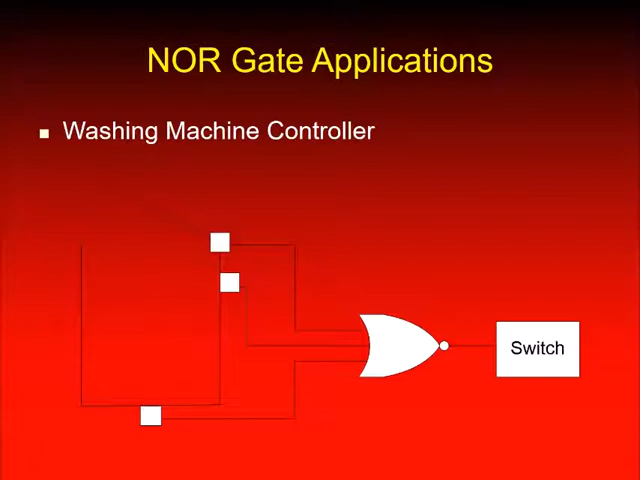 NOR Gate Applications
Washing Machine Controller
Switch